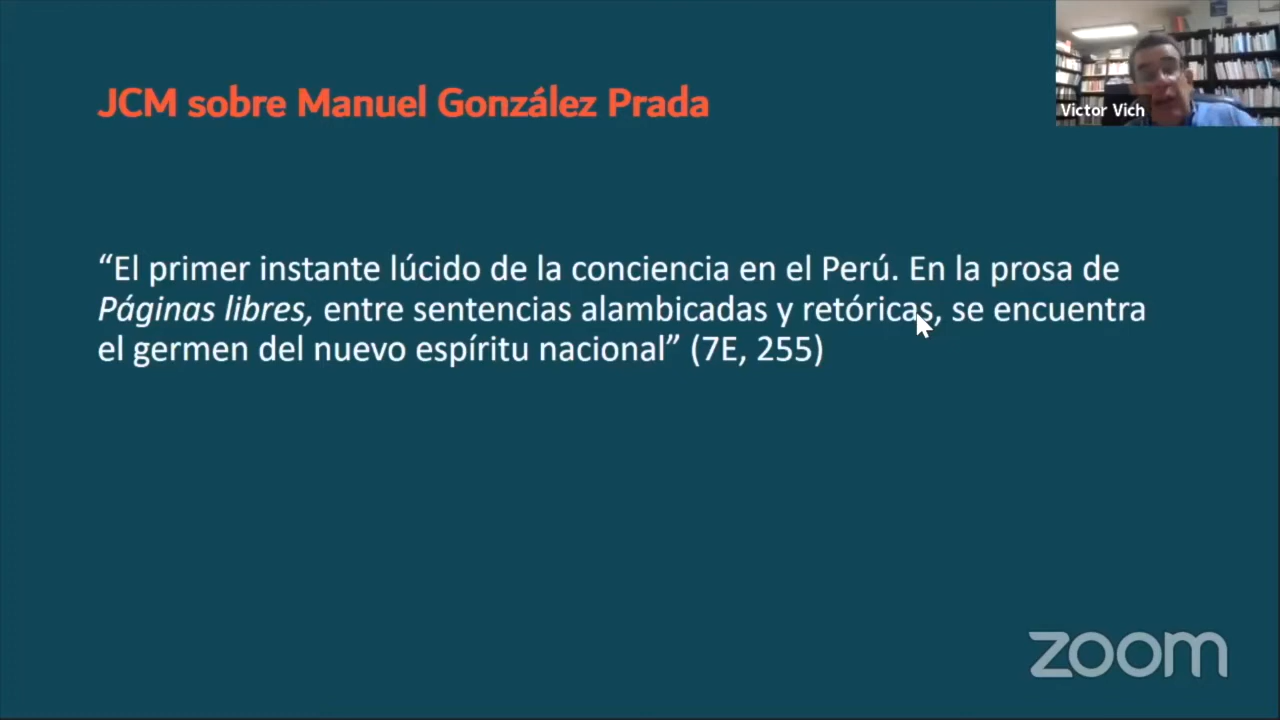 JCM sobre Manuel González Prada
Victor Vich
“El primer instante lúcido de la conciencia en el Perú. En la prosa de
Páginas libres, entre sentencias alambicadas y retóricas, se encuentra
el germen del nuevo espíritu nacional” (7E, 255)
zoom